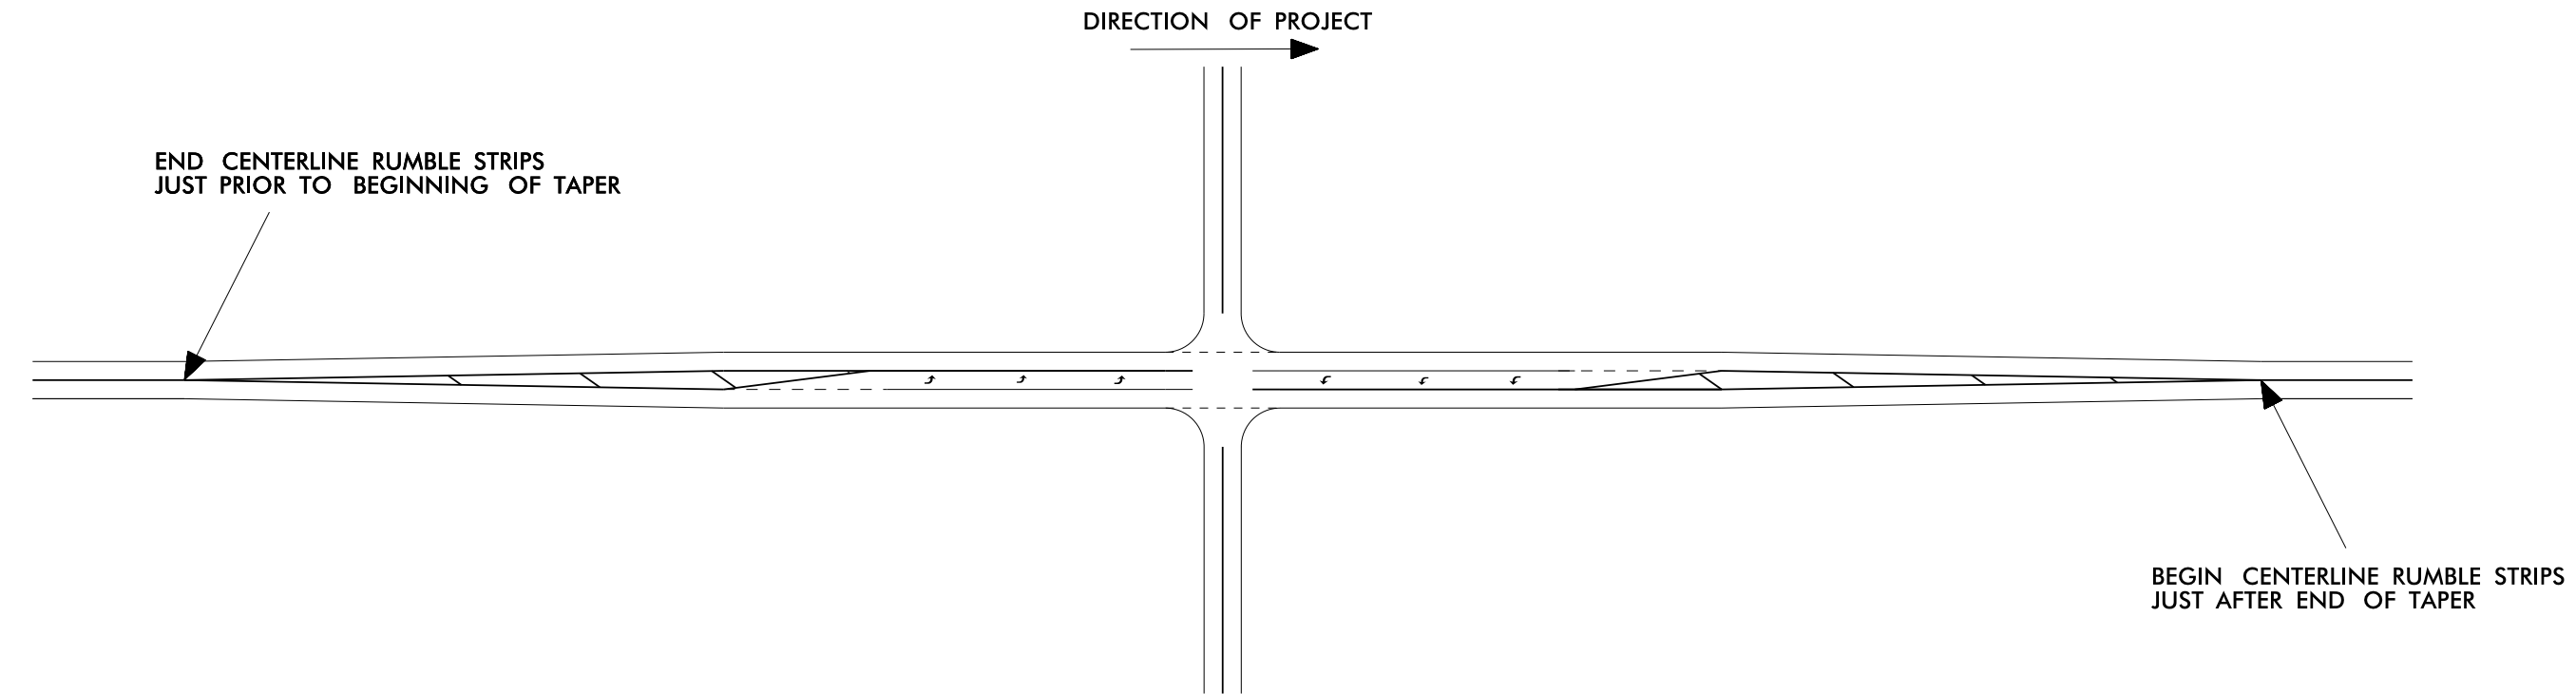 DIRECTION OF PROJECT
END CENTERLINE RUMBLE STRIPS
JUST PRIOR TO BEGINNING OF TAPER
BEGIN CENTERLINE RUMBLE STRIPS
JUST AFTER END OF TAPER